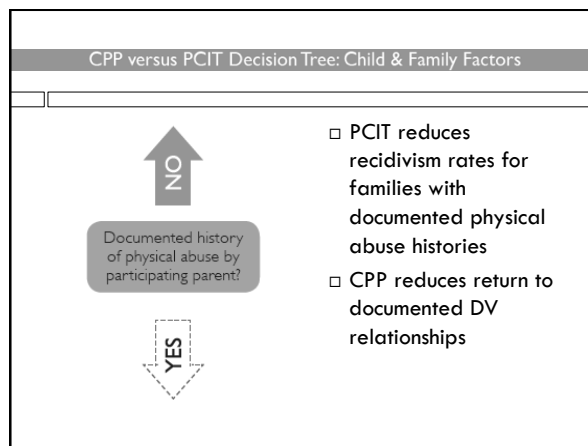 CPP versus PCIT Decision Tree: Child & Family Factors
NO
Documented history
of physical abuse by
participating parent?
YES
□ PCIT reduces
recidivism rates for
families with
documented physical
abuse histories
□ CPP reduces return to
documented DV
relationships